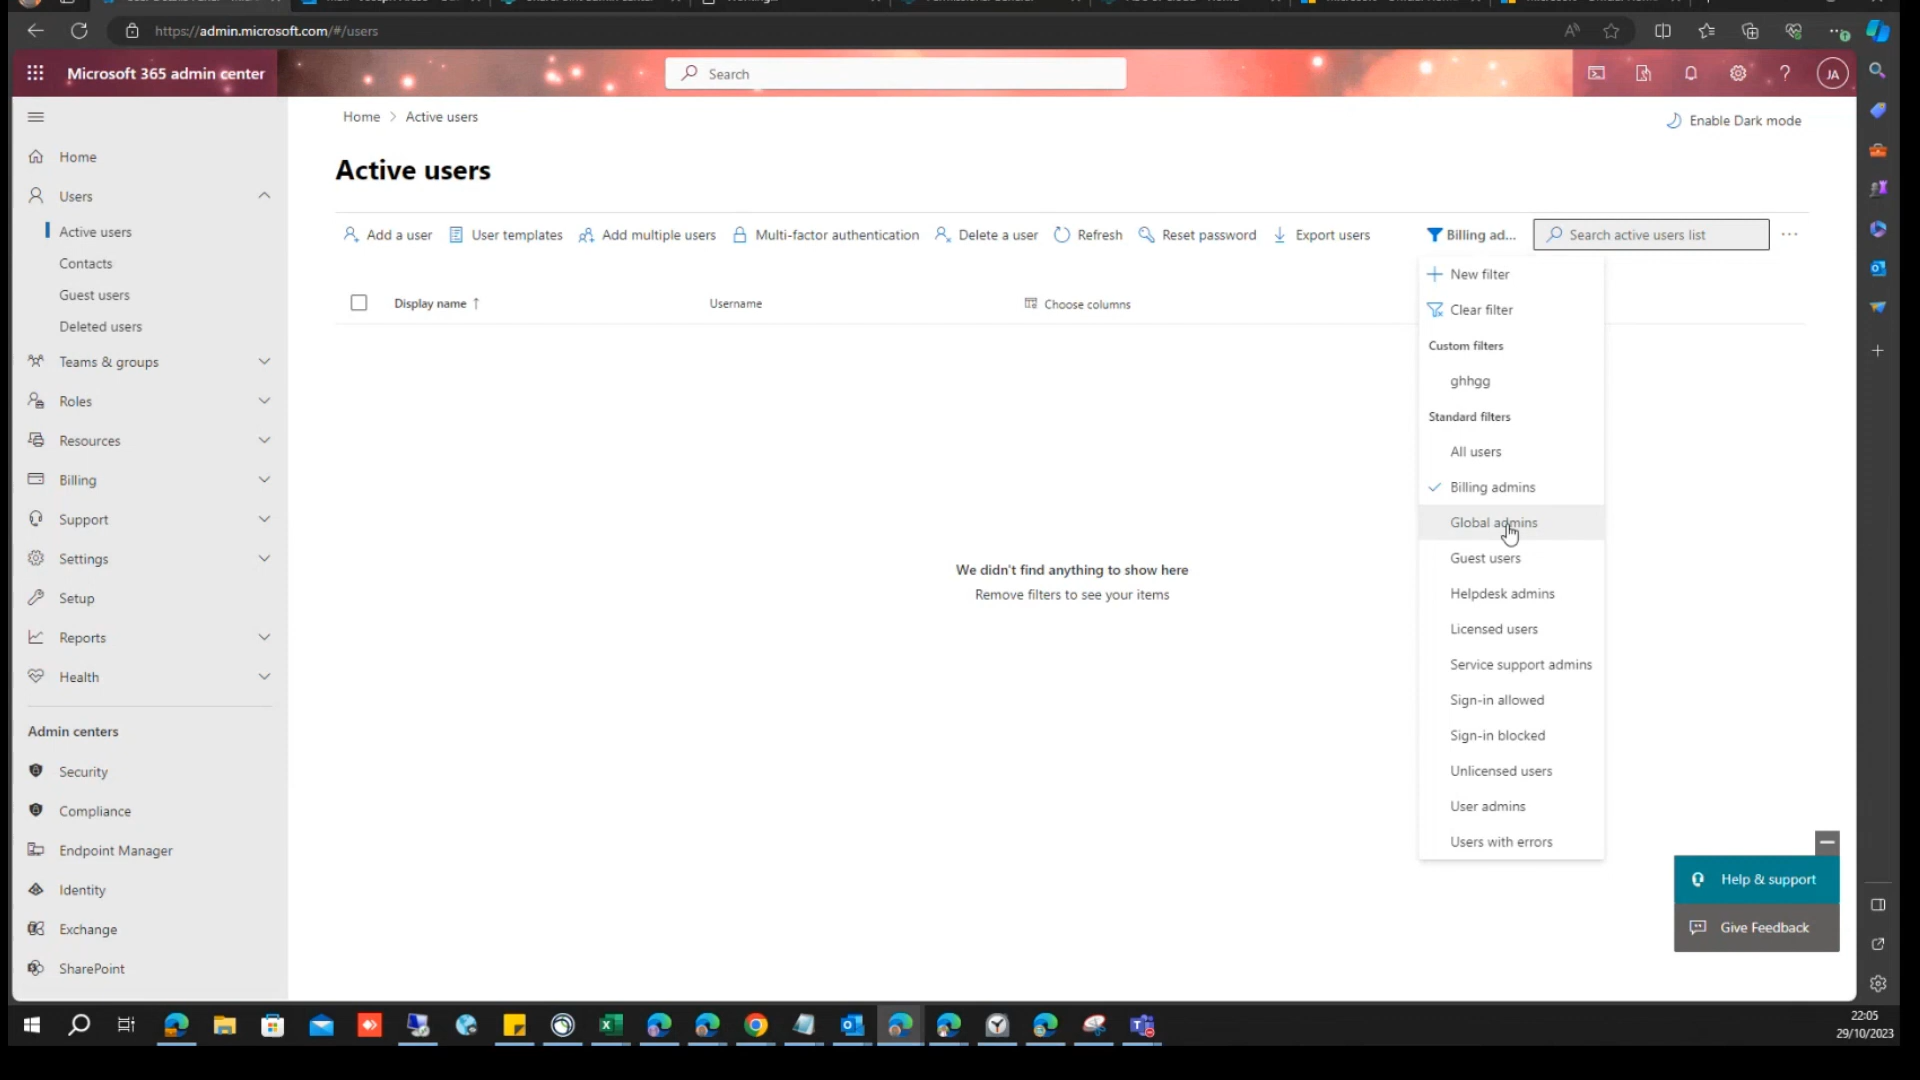 https://admin.microsoft.com/#/users
Microsoft 365 admin center
Search
JA
Home > Active users
Enable Dark mode
Active users
Add a user
User templates
Add multiple users
Multi-factor authentication
Delete a user
Refresh
Reset password
Export users
Billing ad...
Search active users list
Display name ↑
Username
Choose columns
We didn't find anything to show here
Remove filters to see your items
New filter
Clear filter
Custom filters
ghhgg
Standard filters
All users
Billing admins
Global admins
Guest users
Helpdesk admins
Licensed users
Service support admins
Sign-in allowed
Sign-in blocked
Unlicensed users
User admins
Users with errors
Home
Users
Active users
Contacts
Guest users
Deleted users
Teams & groups
Roles
Resources
Billing
Support
Settings
Setup
Reports
Health
Admin centers
Security
Compliance
Endpoint Manager
Identity
Exchange
SharePoint
Help & support
Give Feedback
22:05
29/10/2023